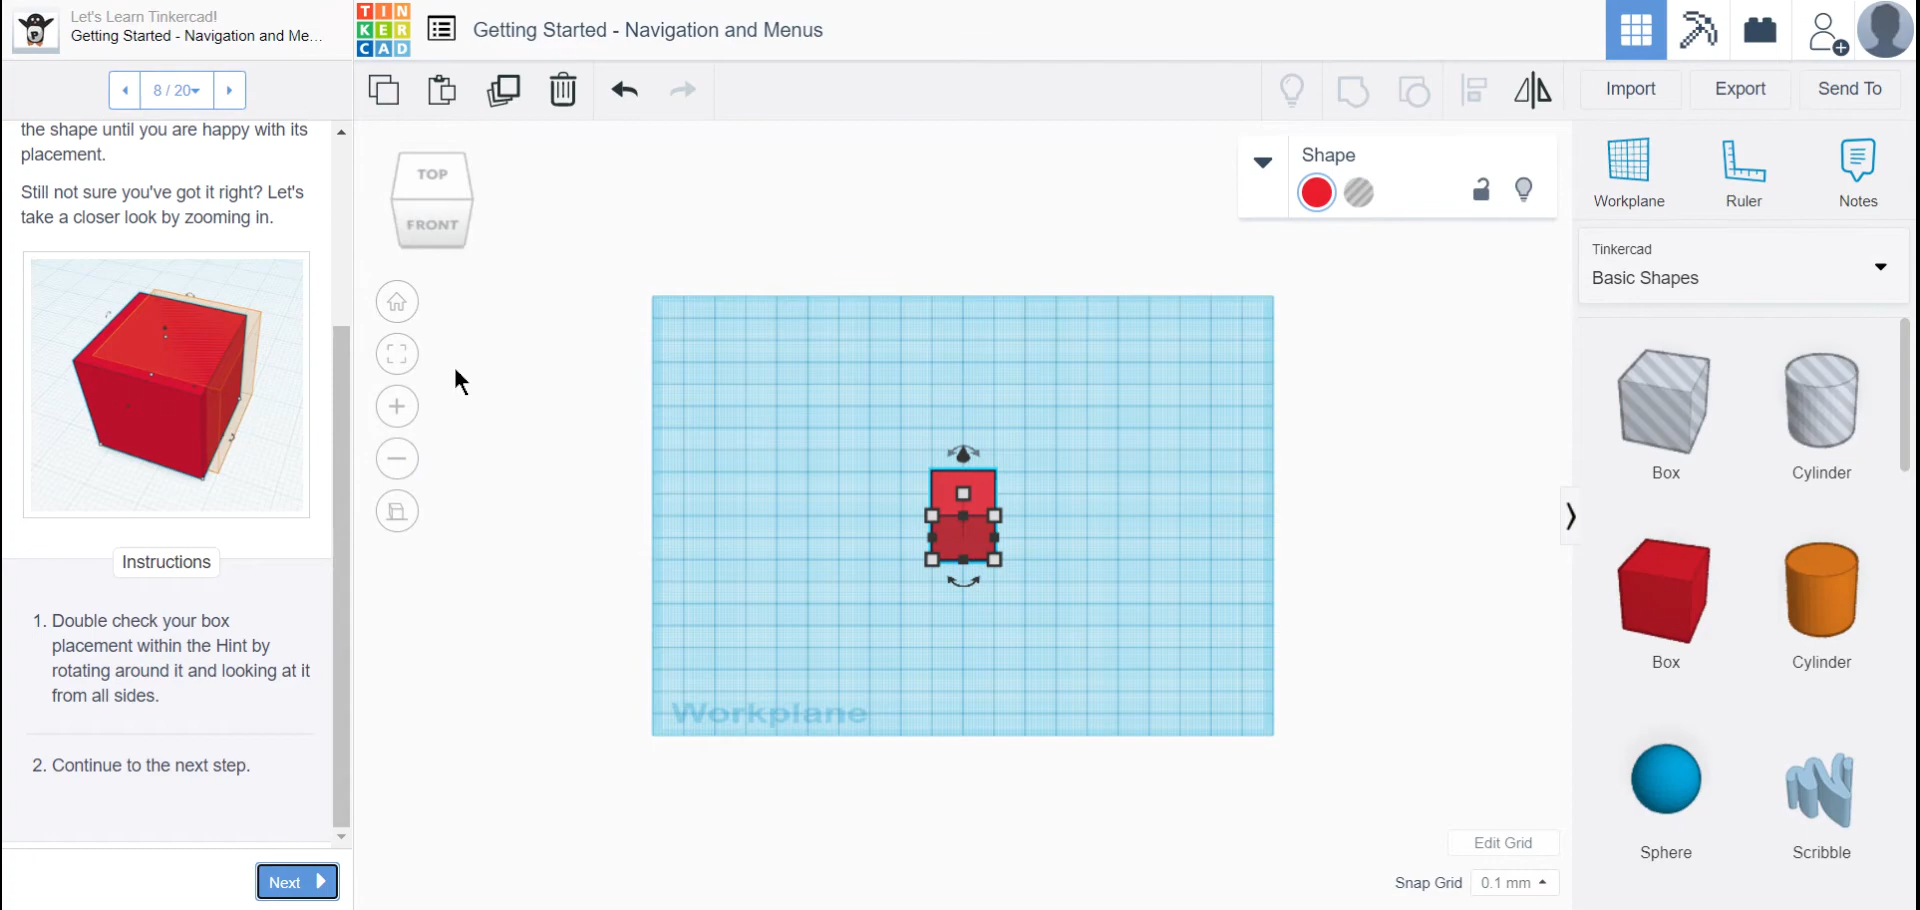 Let's Learn Tinkercad!
Getting Started - Navigation and Me...
TIN
KER
CAD
Getting Started - Navigation and Menus
8 / 20
Import
Export
Send To
the shape until you are happy with its
placement.
Still not sure you've got it right? Let's
take a closer look by zooming in.
TOP
FRONT
Shape
Workplane
Ruler
Notes
Tinkercad
Basic Shapes
Box
Cylinder
Instructions
1. Double check your box
placement within the Hint by
rotating around it and looking at it
from all sides.
2. Continue to the next step.
Box
Cylinder
Workplane
Sphere
Scribble
Edit Grid
Snap Grid
0.1 mm
Next